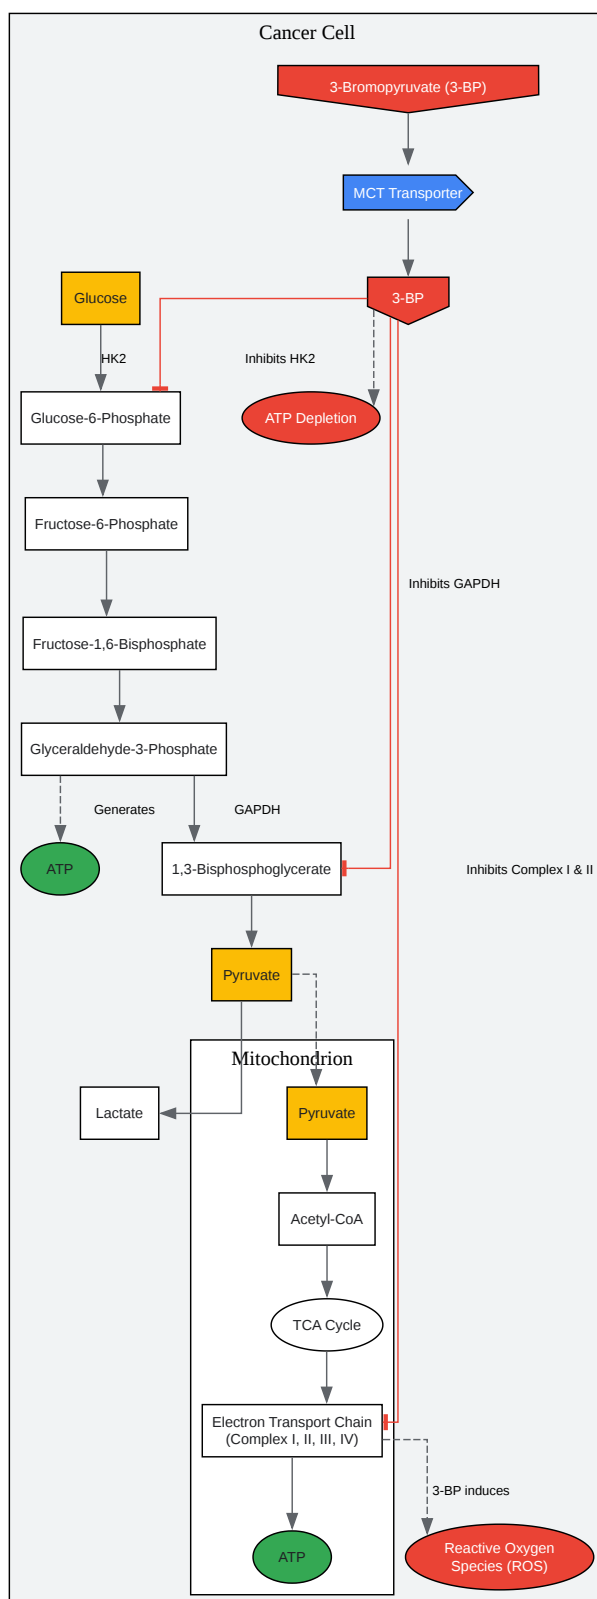 Cancer Cell
3-Bromopyruvate (3-BP)
MCT Transporter
Glucose
3-BP
HK2
Inhibits HK2
Glucose-6-Phosphate
ATP Depletion
Fructose-6-Phosphate
Inhibits GAPDH
Fructose-1,6-Bisphosphate
Glyceraldehyde-3-Phosphate
Generates
GAPDH
ATP
1,3-Bisphosphoglycerate
Inhibits Complex I & II
Pyruvate
Mitochondrion
Lactate
Pyruvate
Acetyl-CoA
TCA Cycle
Electron Transport Chain
(Complex I, II, III, IV)
3-BP induces
ATP
Reactive Oxygen
Species (ROS)